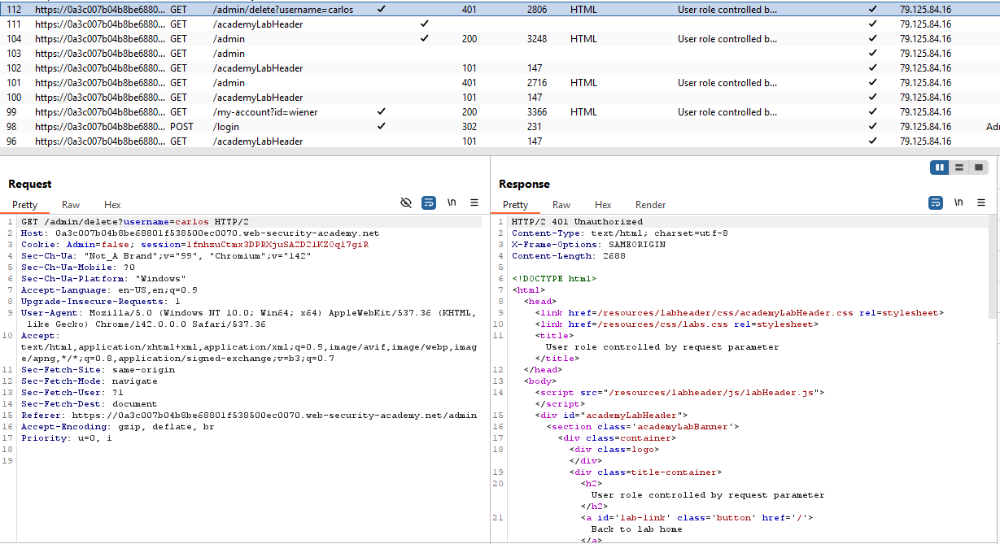 112 https://0a3c007b04b8be6880... GET /admin/delete?username=carlos ✓ 401 2806 HTML User role controlled b... ✓ 79.125.84.16
111 https://0a3c007b04b8be6880... GET /academyLabHeader ✓ ✓ 79.125.84.16
104 https://0a3c007b04b8be6880... GET /admin ✓ 200 3248 HTML User role controlled b... ✓ 79.125.84.16
103 https://0a3c007b04b8be6880... GET /admin ✓ 79.125.84.16
102 https://0a3c007b04b8be6880... GET /academyLabHeader 101 147 ✓ 79.125.84.16
101 https://0a3c007b04b8be6880... GET /admin 401 2716 HTML User role controlled b... ✓ 79.125.84.16
100 https://0a3c007b04b8be6880... GET /academyLabHeader 101 147 ✓ 79.125.84.16
99 https://0a3c007b04b8be6880... GET /my-account?id=wiener ✓ 200 3366 HTML User role controlled b... ✓ 79.125.84.16
98 https://0a3c007b04b8be6880... POST /login ✓ 302 231 ✓ 79.125.84.16
96 https://0a3c007b04b8be6880... GET /academyLabHeader 101 147 ✓ 79.125.84.16
Request
Pretty Raw Hex \n
1 GET /admin/delete?username=carlos HTTP/2
2 Host: 0a3c007b04b8be68801f538500ec0070.web-security-academy.net
3 Cookie: Admin=false; session=
4 Sec-Ch-Ua: "Not_A Brand";v="99", "Chromium";v="142"
5 Sec-Ch-Ua-Mobile: ?0
6 Sec-Ch-Ua-Platform: "Windows"
7 Accept-Language: en-US,en;q=0.9
8 Upgrade-Insecure-Requests: 1
9 User-Agent: Mozilla/5.0 (Windows NT 10.0; Win64; x64) AppleWebKit/537.36 (KHTML,
like Gecko) Chrome/142.0.0.0 Safari/537.36
10 Accept:
text/html,application/xhtml+xml,application/xml;q=0.9,image/avif,image/webp,imag
e/apng,*/*;q=0.8,application/signed-exchange;v=b3;q=0.7
11 Sec-Fetch-Site: same-origin
12 Sec-Fetch-Mode: navigate
13 Sec-Fetch-User: ?1
14 Sec-Fetch-Dest: document
15 Referer: https://0a3c007b04b8be68801f538500ec0070.web-security-academy.net/admin
16 Accept-Encoding: gzip, deflate, br
17 Priority: u=0, i
18
19
Response
Pretty Raw Hex Render \n
1 HTTP/2 401 Unauthorized
2 Content-Type: text/html; charset=utf-8
3 X-Frame-Options: SAMEORIGIN
4 Content-Length: 2688
5
6 <!DOCTYPE html>
7 <html>
8 <head>
9 <link href=/resources/labheader/css/academyLabHeader.css rel=stylesheet>
10 <link href=/resources/css/labs.css rel=stylesheet>
11 <title>
User role controlled by request parameter
</title>
12 </head>
13 <body>
14 <script src="/resources/labheader/js/labHeader.js">
</script>
15 <div id="academyLabHeader">
16 <section class='academyLabBanner'>
17 <div class=container>
18 <div class=logo>
</div>
19 <div class=title-container>
20 <h2>
User role controlled by request parameter
</h2>
21 <a id='lab-link' class='button' href='/'>
Back to lab home
</a>